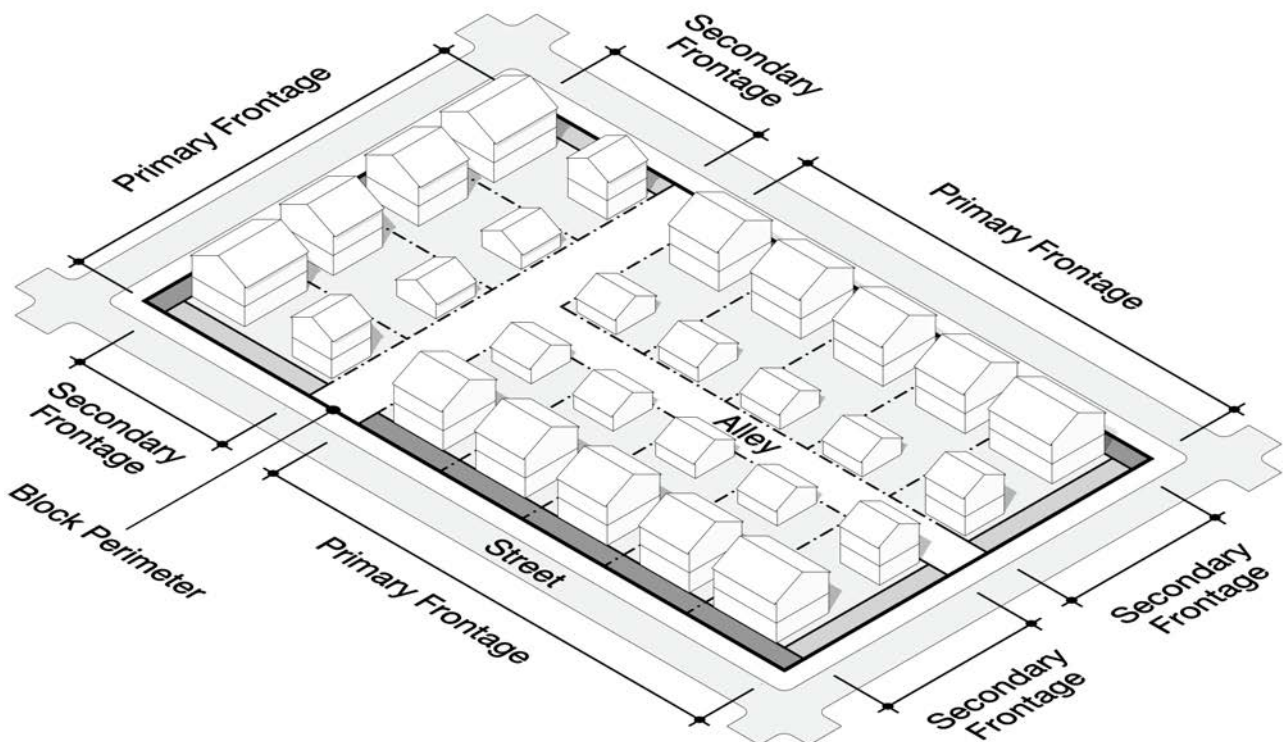 Primary Frontage
Secondary
Frontage
Primary Frontage
Secondary
Frontage
Block Perimeter
Primary Frontage
Street
Alley
Secondary
Frontage
Secondary
Frontage